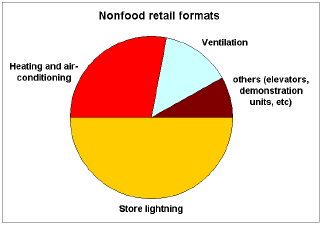 Nonfood retail formats
Ventilation
Heating and air-
conditioning
others (elevators,
demonstration
units, etc)
Store lightning